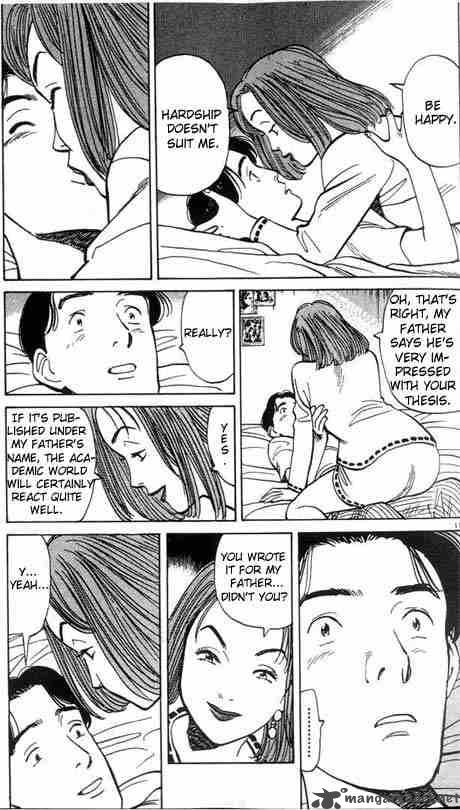 BE
HAPPY.
HARDSHIP
DOESN'T
SUIT ME.
OH, THAT'S
RIGHT, MY
FATHER
SAYS HE'S
VERY IM-
PRESSED
WITH YOUR
THESIS.
REALLY?
YES.
IF IT'S PUB-
LISHED UNDER
MY FATHER'S
NAME, THE ACA-
DEMIC WORLD
WILL CERTAINLY
REACT QUITE
WELL.
........
YOU WROTE
IT FOR MY
FATHER...
DIDN'T YOU?
Y...
YEAH...